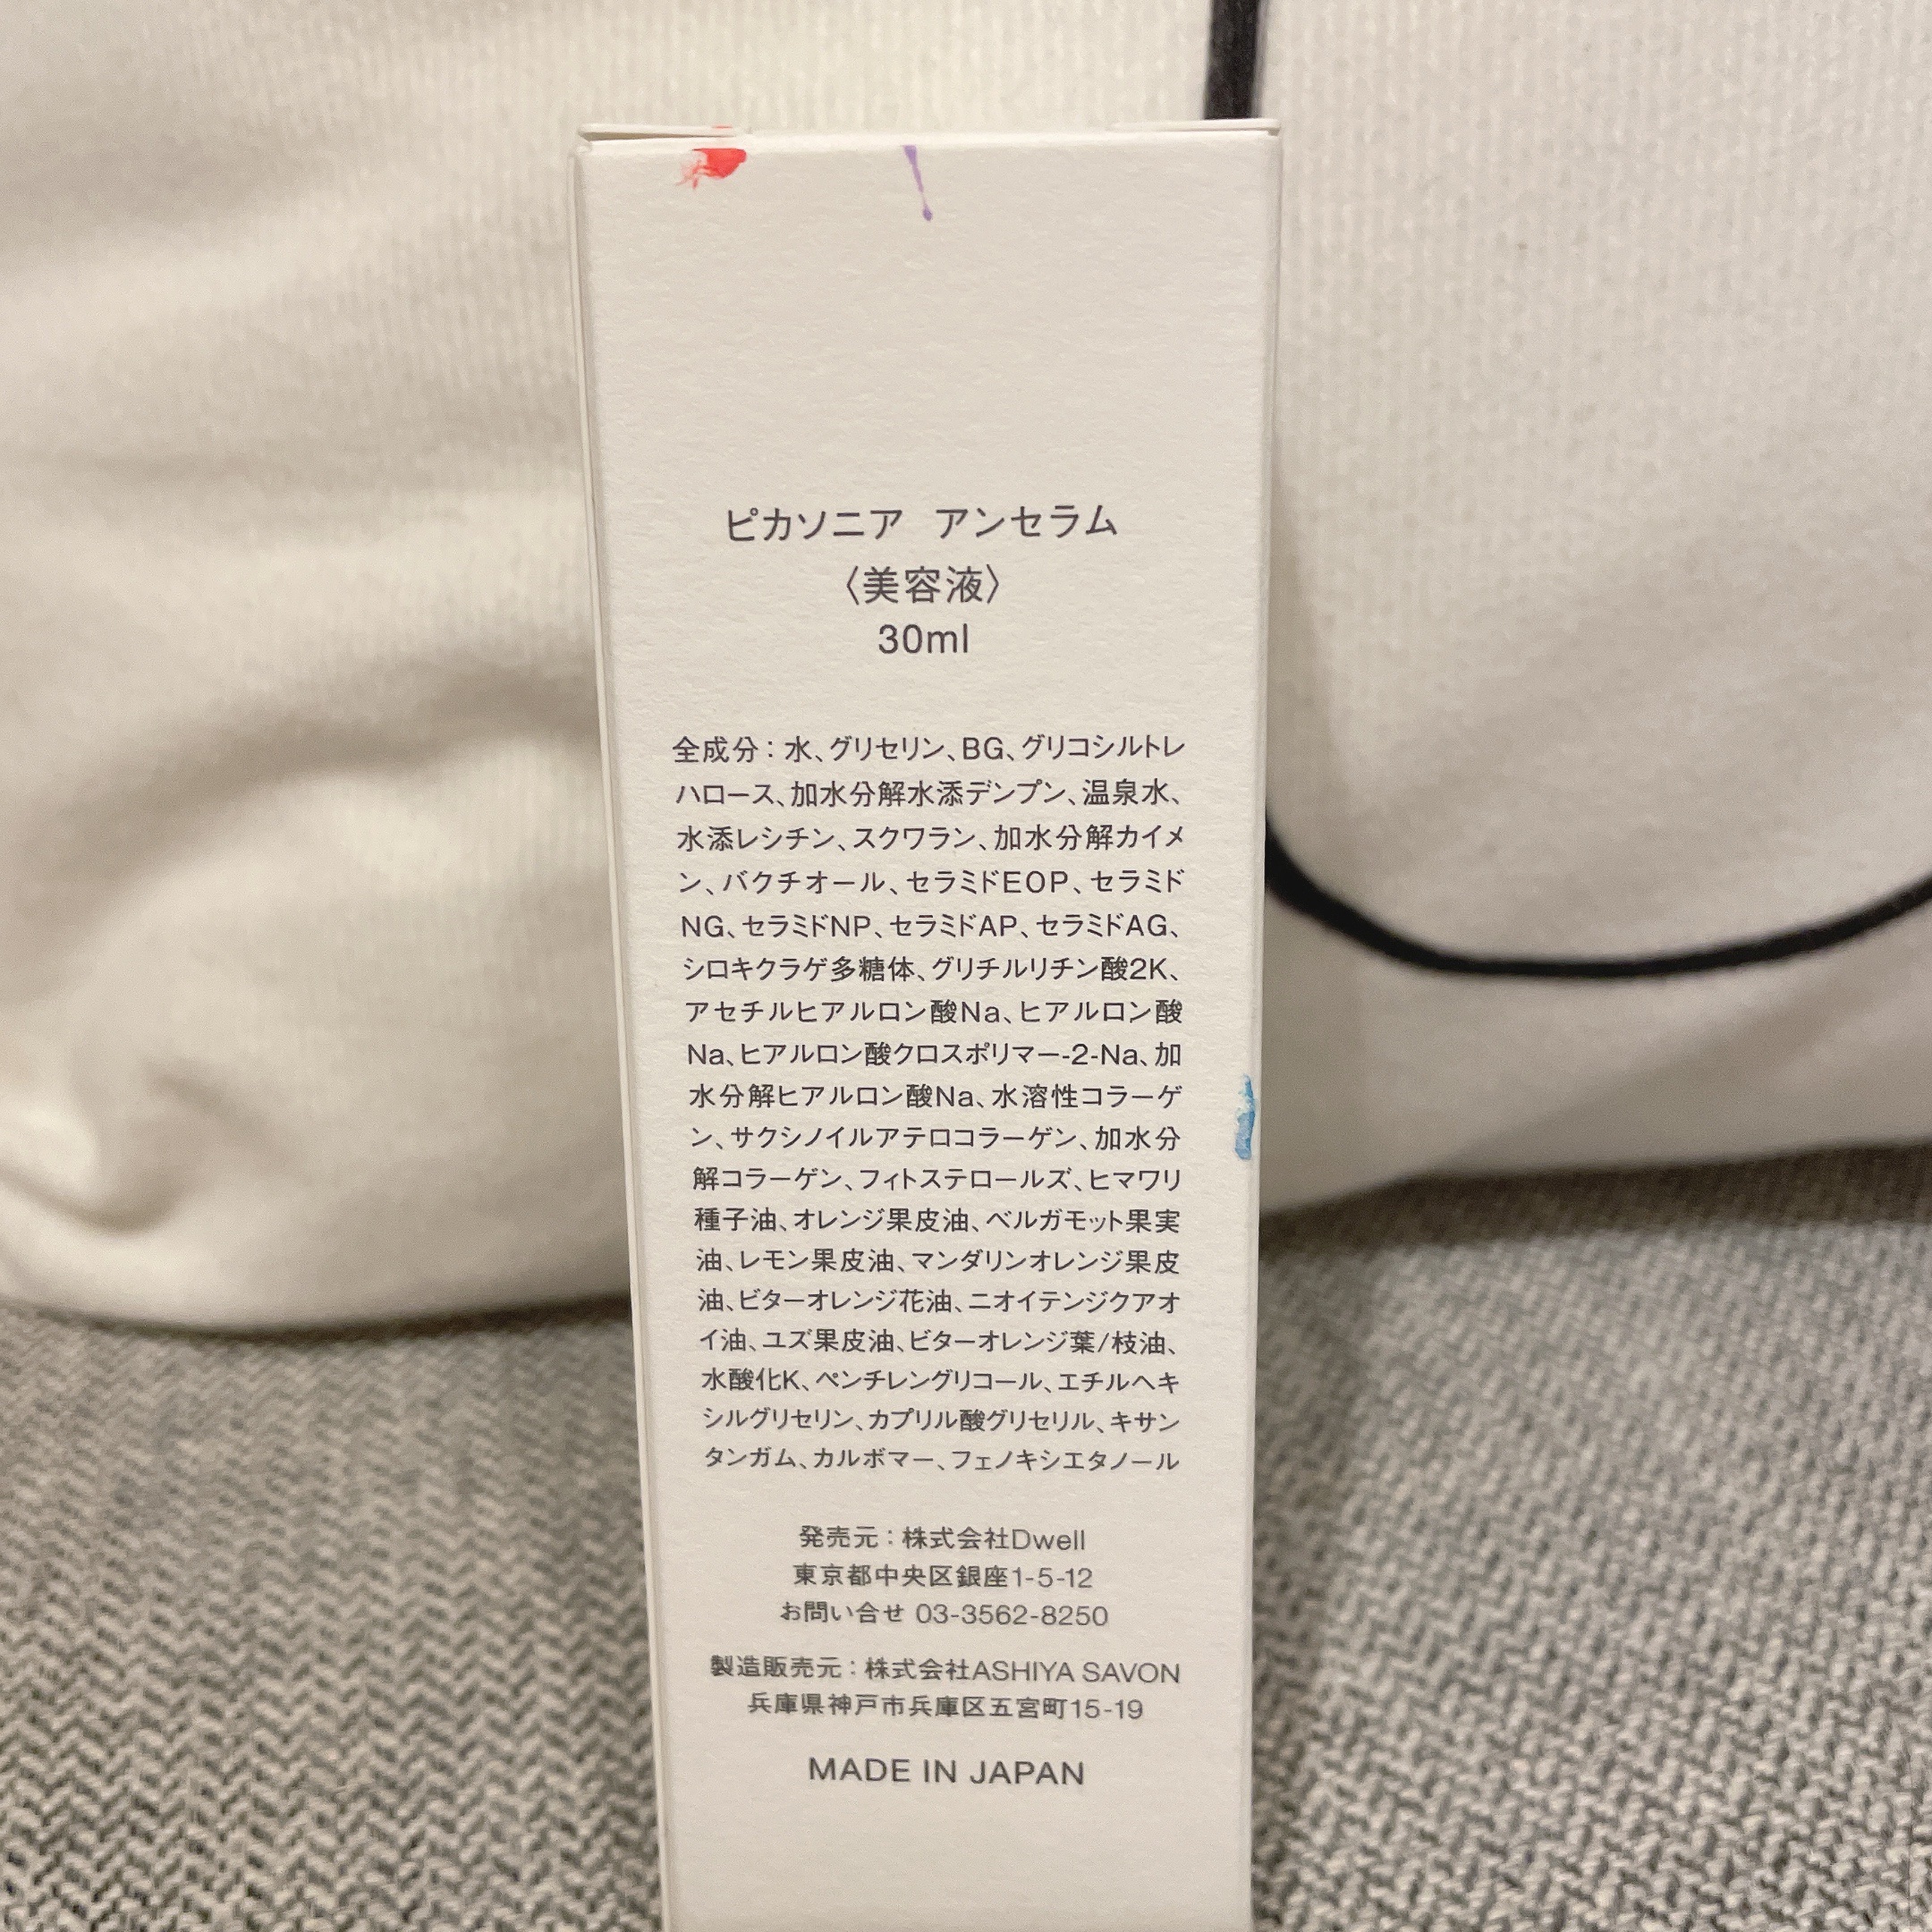 ピカソニア アンセラム
〈美容液〉
30ml
全成分：水、グリセリン、BG、グリコシルトレ
ハロース、加水分解水添デンプン、温泉水、
水添レシチン、スクワラン、加水分解カイメ
ン、バクチオール、セラミドEOP、セラミド
NG、セラミドNP、セラミドAP、セラミドAG、
シロキクラゲ多糖体、グリチルリチン酸2K、
アセチルヒアルロン酸Na、ヒアルロン酸
Na、ヒアルロン酸クロスポリマー-2-Na、加
水分解ヒアルロン酸Na、水溶性コラーゲ
ン、サクシノイルアテロコラーゲン、加水分
解コラーゲン、フィトステロールズ、ヒマワリ
種子油、オレンジ果皮油、ベルガモット果実
油、レモン果皮油、マンダリンオレンジ果皮
油、ビターオレンジ花油、ニオイテンジクアオ
イ油、ユズ果皮油、ビターオレンジ葉/枝油、
水酸化K、ペンチレングリコール、エチルヘキ
シルグリセリン、カプリル酸グリセリル、キサン
タンガム、カルボマー、フェノキシエタノール
発売元：株式会社Dwell
東京都中央区銀座1-5-12
お問い合せ 03-3562-8250
製造販売元：株式会社ASHIYA SAVON
兵庫県神戸市兵庫区五宮町15-19
MADE IN JAPAN